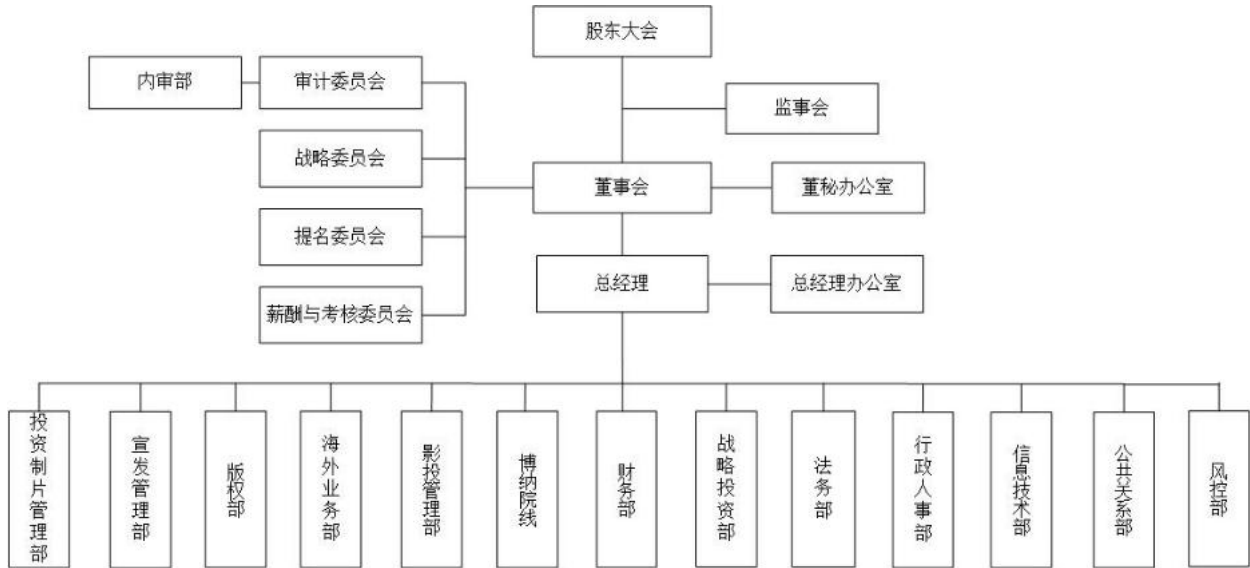 股东大会
内审部
审计委员会
监事会
战略委员会
董事会
董秘办公室
提名委员会
总经理
总经理办公室
薪酬与考核委员会
投资制片管理部
宣发管理部
版权部
海外业务部
影投管理部
博纳院线
财务部
战略投资部
法务部
行政人事部
信息技术部
公共关系部
风控部